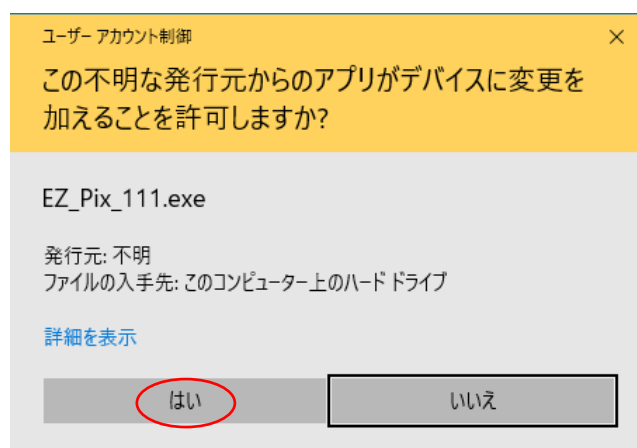 ユーザー アカウント制御
この不明な発行元からのアプリがデバイスに変更を
加えることを許可しますか?
EZ_Pix_111.exe
発行元: 不明
ファイルの入手先: このコンピューター上のハード ドライブ
詳細を表示
はい
いいえ